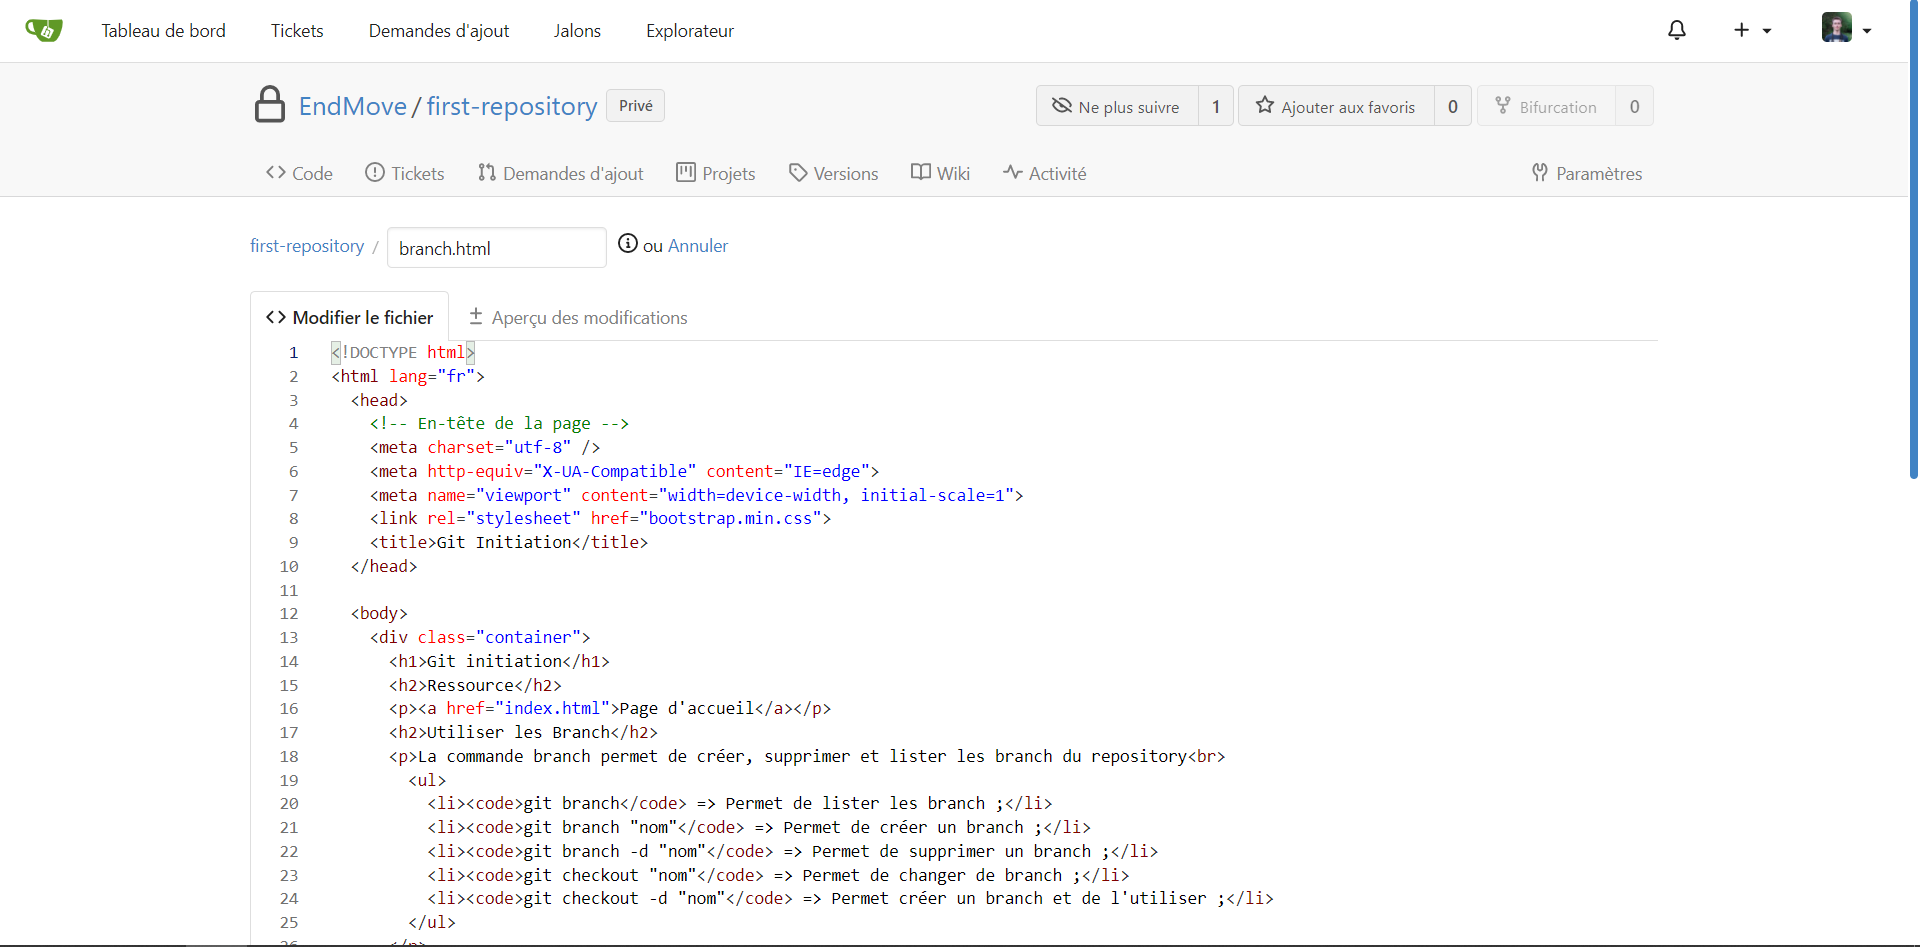 Tableau de bord Tickets Demandes d'ajout Jalons Explorateur
EndMove / first-repository Privé
Ne plus suivre 1 Ajouter aux favoris 0 Bifurcation 0
Code Tickets Demandes d'ajout Projets Versions Wiki Activité Paramètres
first-repository / branch.html ou Annuler
Modifier le fichier Aperçu des modifications
1 <!DOCTYPE html>
2 <html lang="fr">
3 <head>
4 <!-- En-tête de la page -->
5 <meta charset="utf-8" />
6 <meta http-equiv="X-UA-Compatible" content="IE=edge">
7 <meta name="viewport" content="width=device-width, initial-scale=1">
8 <link rel="stylesheet" href="bootstrap.min.css">
9 <title>Git Initiation</title>
10 </head>
11
12 <body>
13 <div class="container">
14 <h1>Git initiation</h1>
15 <h2>Ressource</h2>
16 <p><a href="index.html">Page d'accueil</a></p>
17 <h2>Utiliser les Branch</h2>
18 <p>La commande branch permet de créer, supprimer et lister les branch du repository<br>
19 <ul>
20 <li><code>git branch</code> => Permet de lister les branch ;</li>
21 <li><code>git branch "nom"</code> => Permet de créer un branch ;</li>
22 <li><code>git branch -d "nom"</code> => Permet de supprimer un branch ;</li>
23 <li><code>git checkout "nom"</code> => Permet de changer de branch ;</li>
24 <li><code>git checkout -d "nom"</code> => Permet créer un branch et de l'utiliser ;</li>
25 </ul>
26 </p>